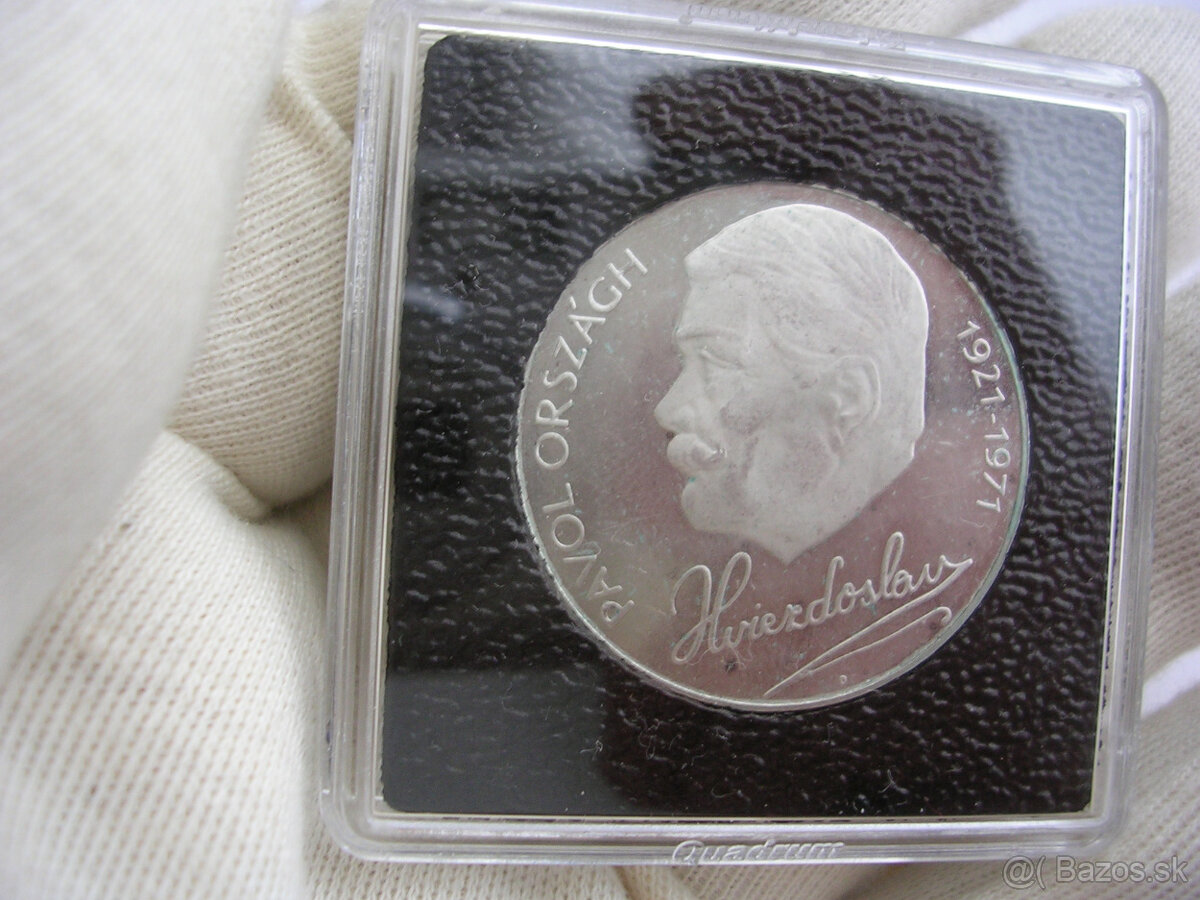 PAVOL ORSZÁGH
1921-1971
Hviezdoslav
D
Quadrum
@( Bazos.sk